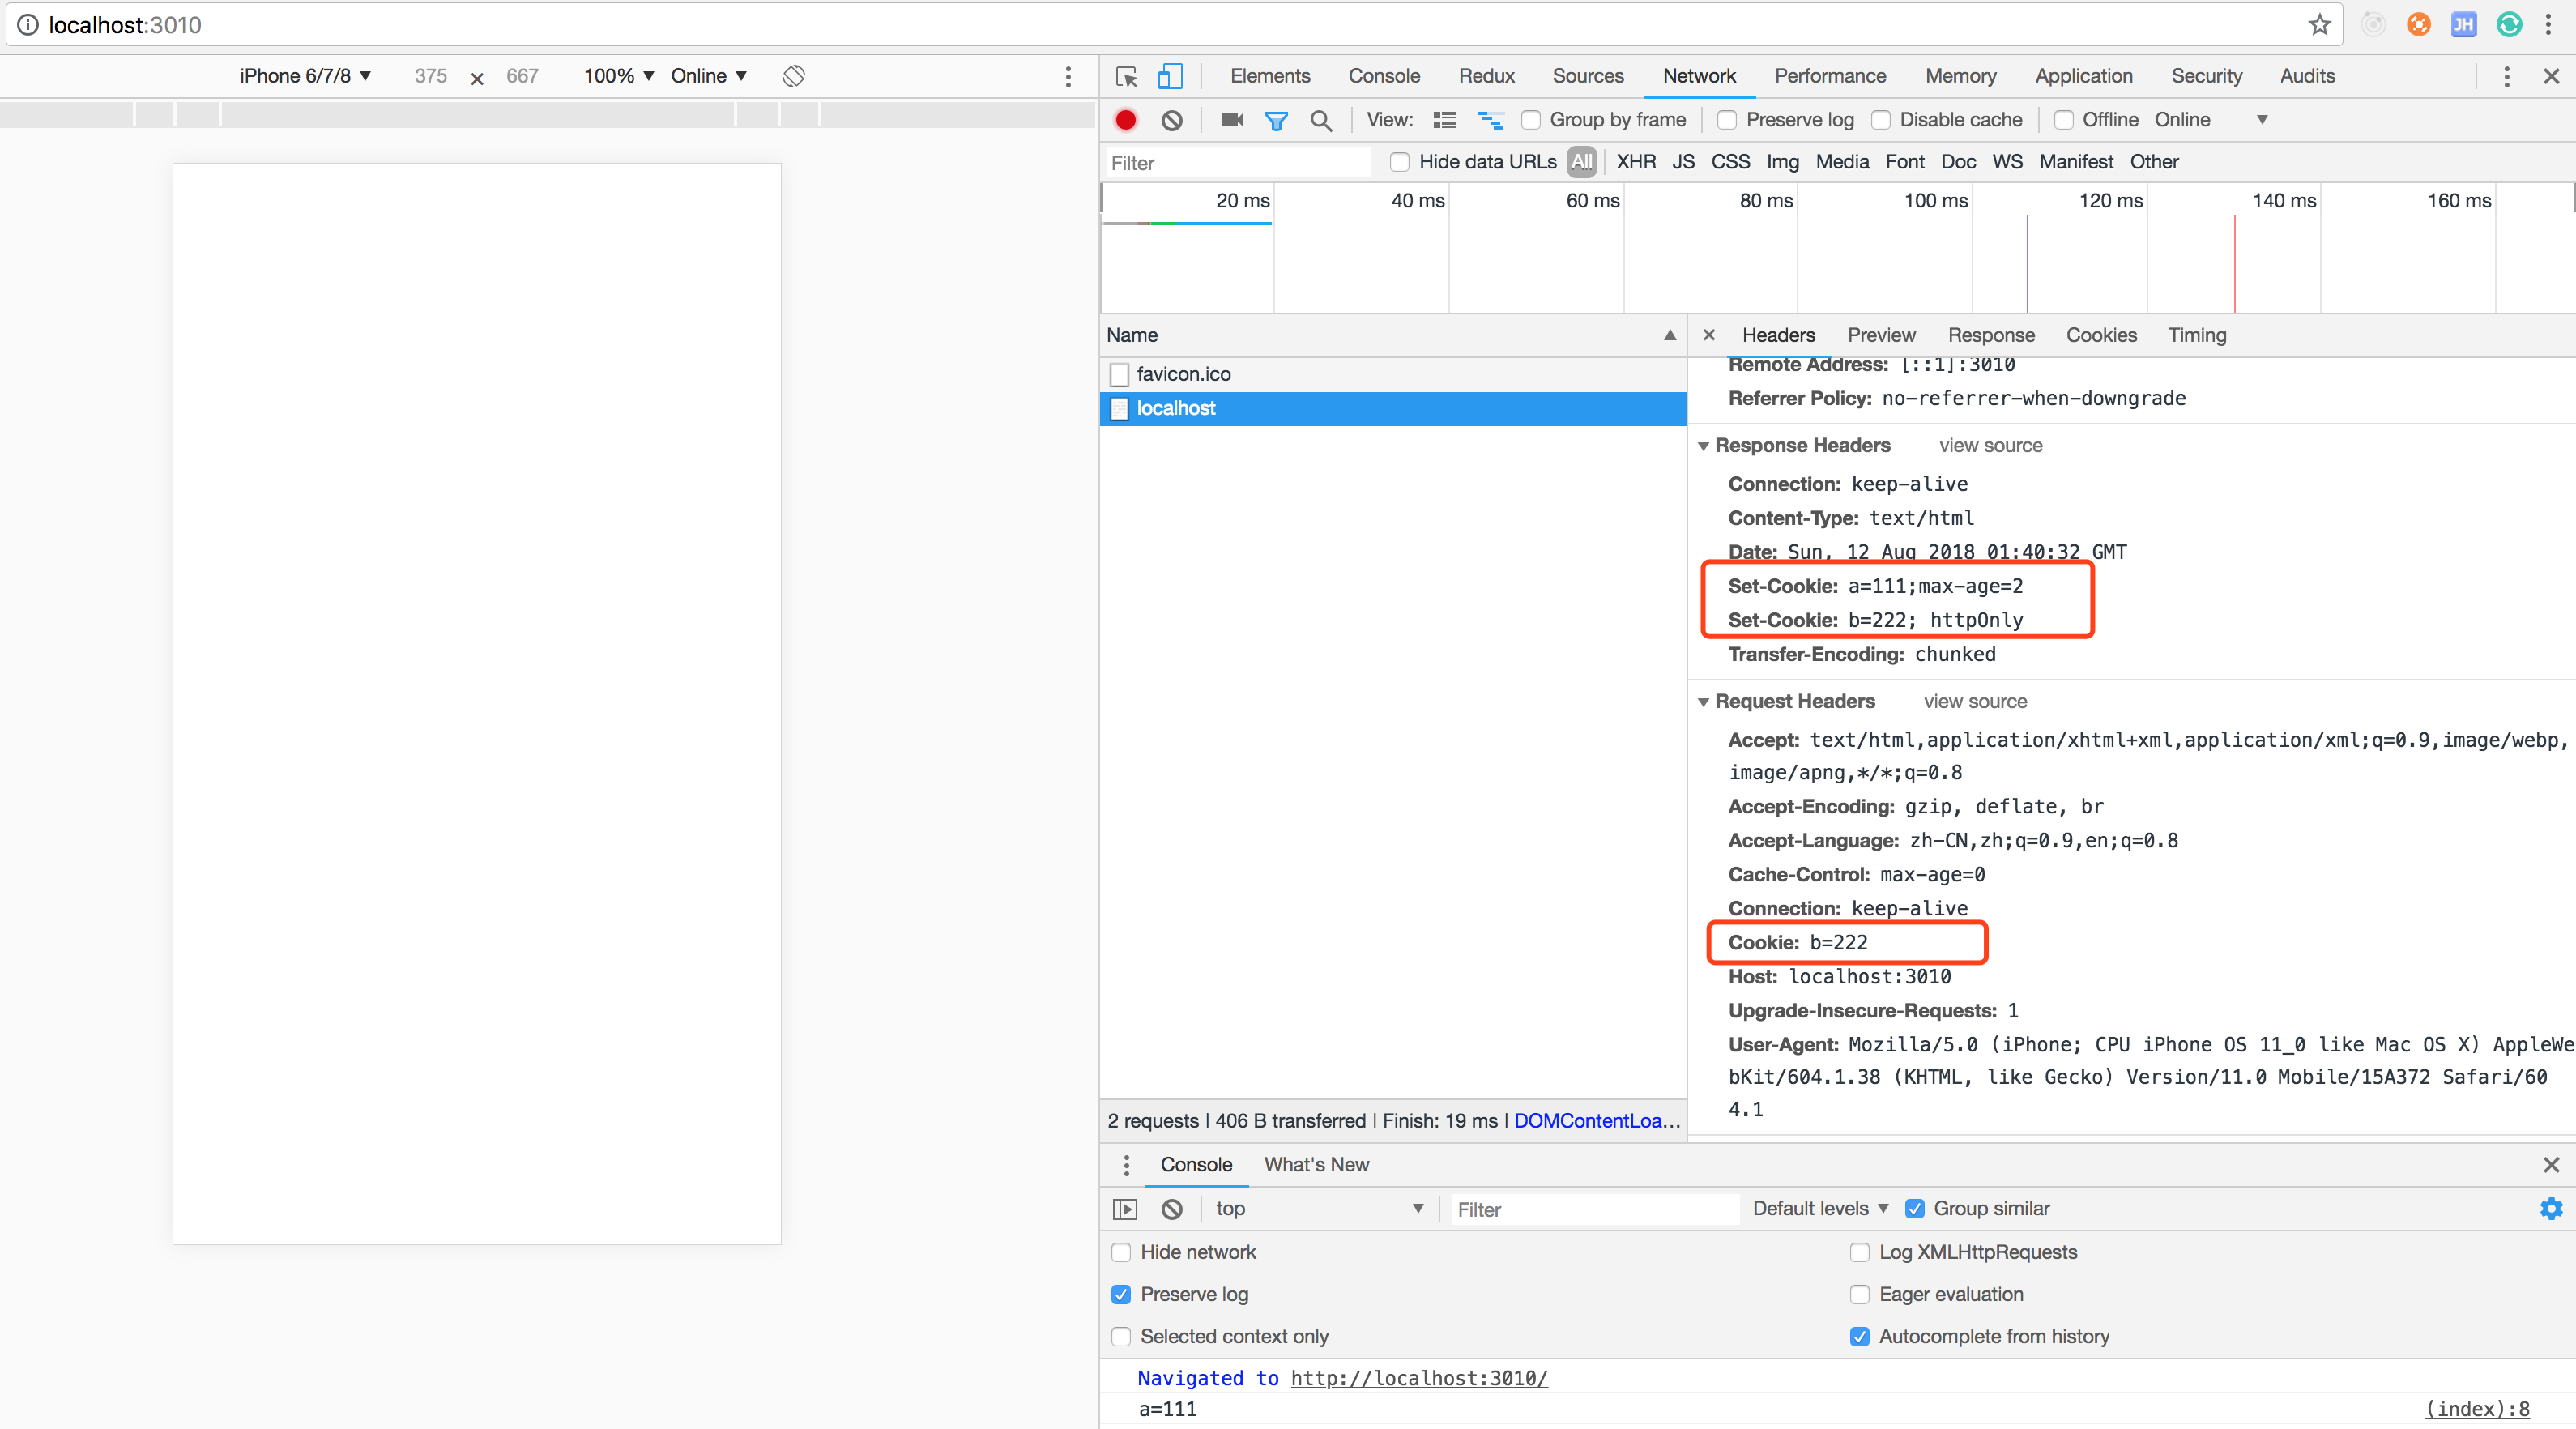 localhost:3010
JH
iPhone 6/7/8 ▼ 375 × 667 100% ▼ Online ▼
Elements Console Redux Sources Network Performance Memory Application Security Audits
View: Group by frame Preserve log Disable cache Offline Online ▼
Filter Hide data URLs All XHR JS CSS Img Media Font Doc WS Manifest Other
20 ms 40 ms 60 ms 80 ms 100 ms 120 ms 140 ms 160 ms
Name
favicon.ico
localhost
Headers Preview Response Cookies Timing
Remote Address: [::1]:3010
Referrer Policy: no-referrer-when-downgrade
Response Headers view source
Connection: keep-alive
Content-Type: text/html
Date: Sun, 12 Aug 2018 01:40:32 GMT
Set-Cookie: a=111;max-age=2
Set-Cookie: b=222; httpOnly
Transfer-Encoding: chunked
Request Headers view source
Accept: text/html,application/xhtml+xml,application/xml;q=0.9,image/webp,
image/apng,*/*;q=0.8
Accept-Encoding: gzip, deflate, br
Accept-Language: zh-CN,zh;q=0.9,en;q=0.8
Cache-Control: max-age=0
Connection: keep-alive
Cookie: b=222
Host: localhost:3010
Upgrade-Insecure-Requests: 1
User-Agent: Mozilla/5.0 (iPhone; CPU iPhone OS 11_0 like Mac OS X) AppleWe
bKit/604.1.38 (KHTML, like Gecko) Version/11.0 Mobile/15A372 Safari/60
4.1
2 requests | 406 B transferred | Finish: 19 ms | DOMContentLoa...
Console What's New
top ▼ Filter Default levels ▼ Group similar
Hide network Log XMLHttpRequests
Preserve log Eager evaluation
Selected context only Autocomplete from history
Navigated to http://localhost:3010/
a=111 (index):8